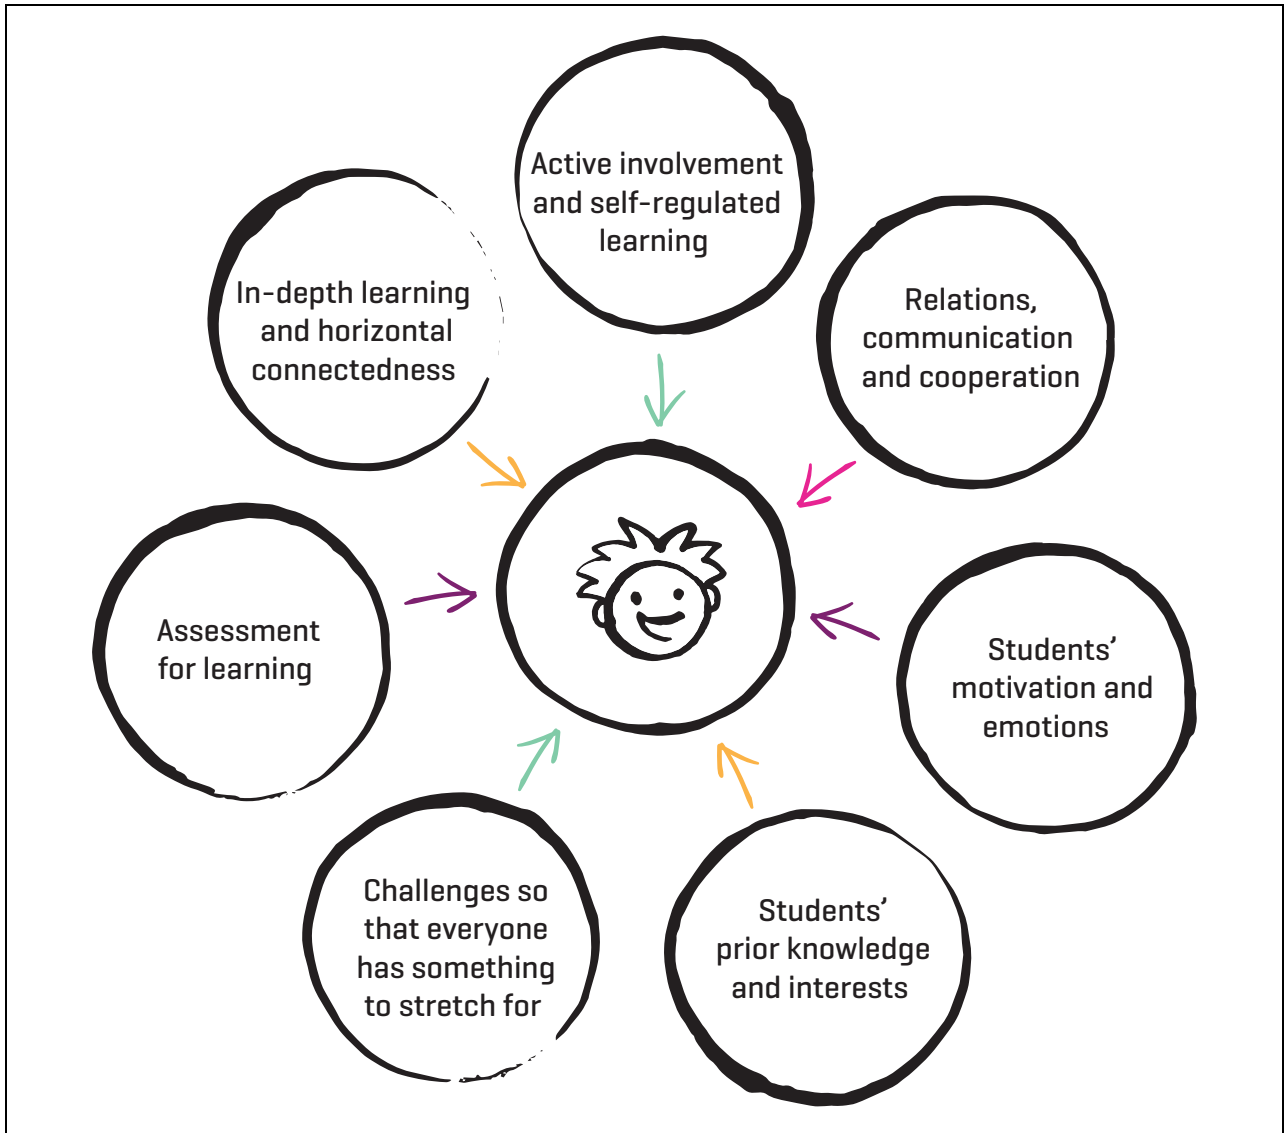 Active involvement
and self-regulated
learning
Relations,
communication
and cooperation
Students’
motivation and
emotions
Students’
prior knowledge
and interests
Challenges so
that everyone
has something
to stretch for
Assessment
for learning
In-depth learning
and horizontal
connectedness